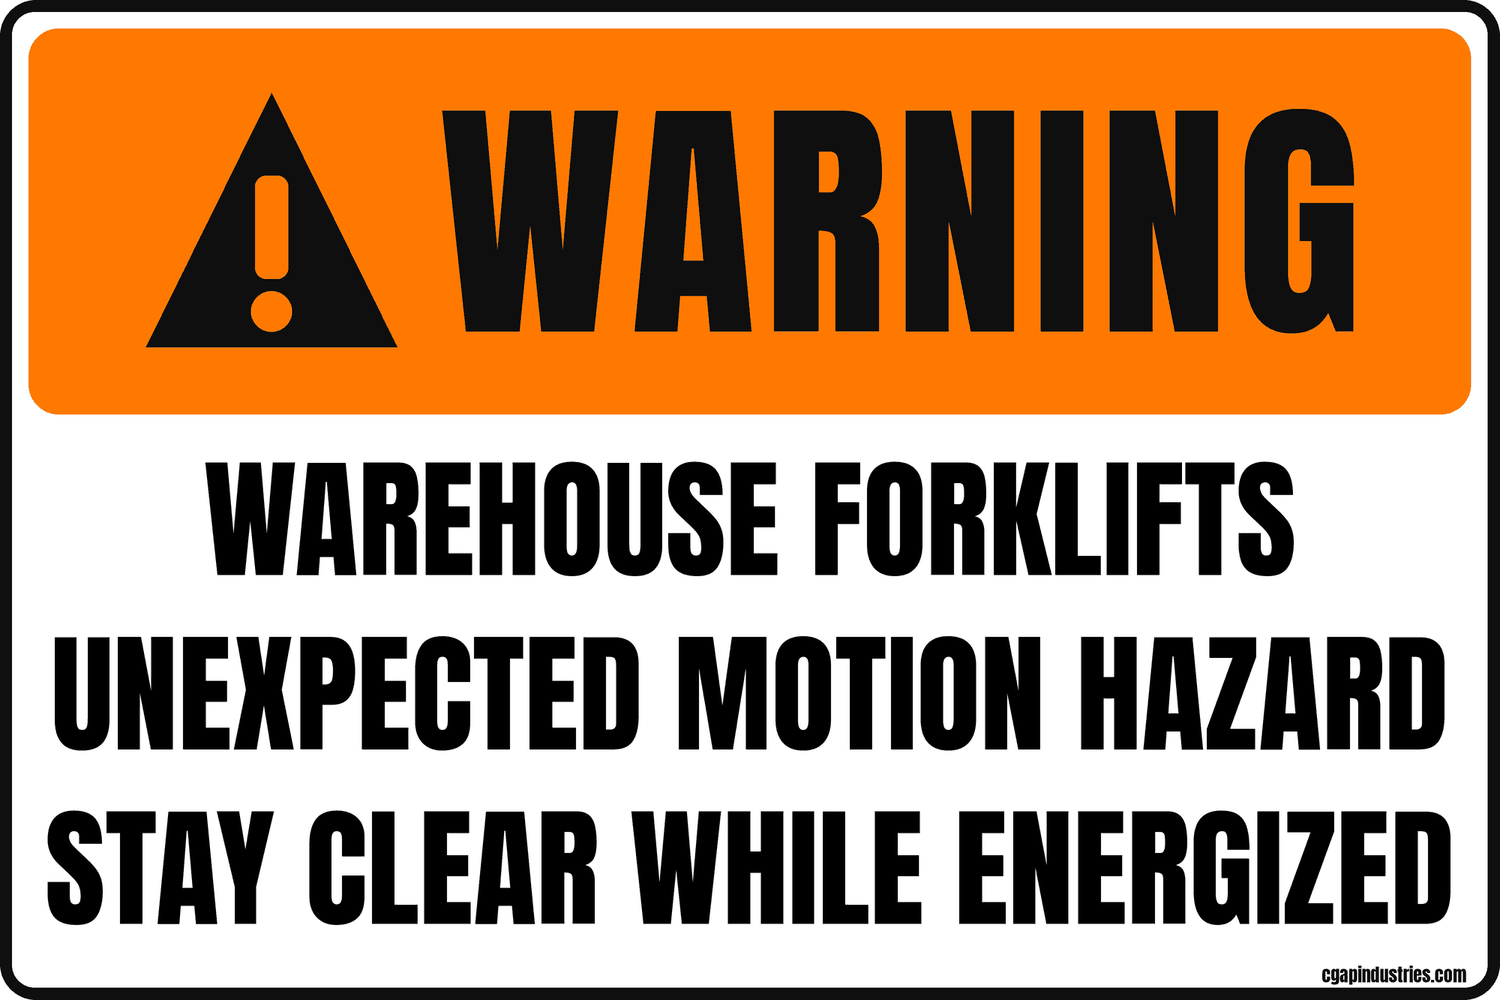 WARNING
WAREHOUSE FORKLIFTS
UNEXPECTED MOTION HAZARD
STAY CLEAR WHILE ENERGIZED
cgapindustries.com